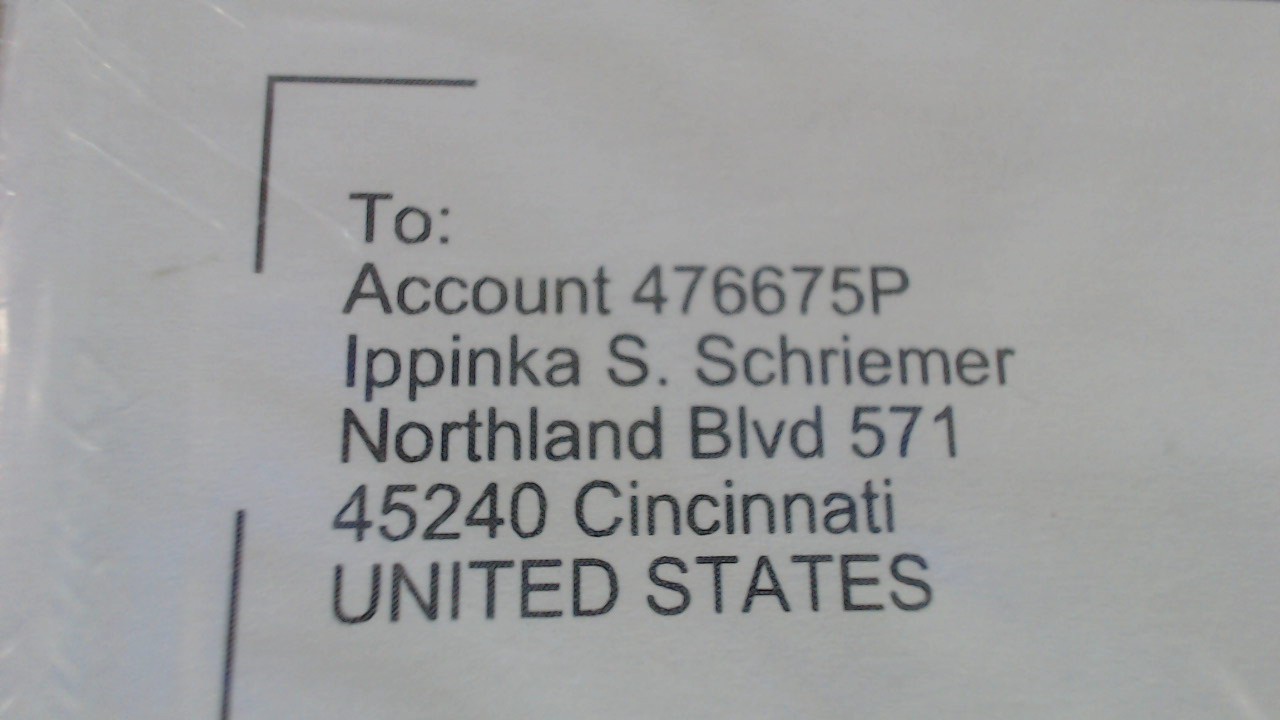 To:
Account 476675P
Ippinka S. Schriemer
Northland Blvd 571
45240 Cincinnati
UNITED STATES